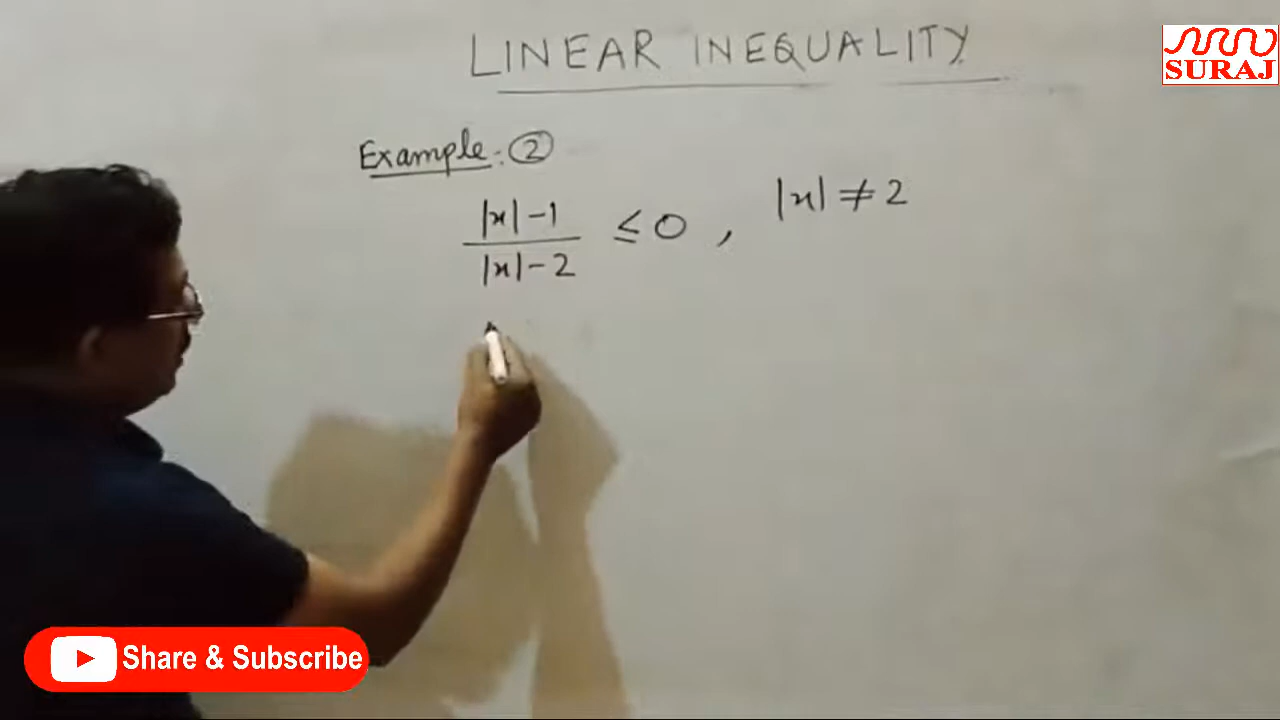 LINEAR INEQUALITY
SURAJ
Example:- ②
|x| - 1 / |x| - 2 ≤ 0 , |x| ≠ 2
Share & Subscribe